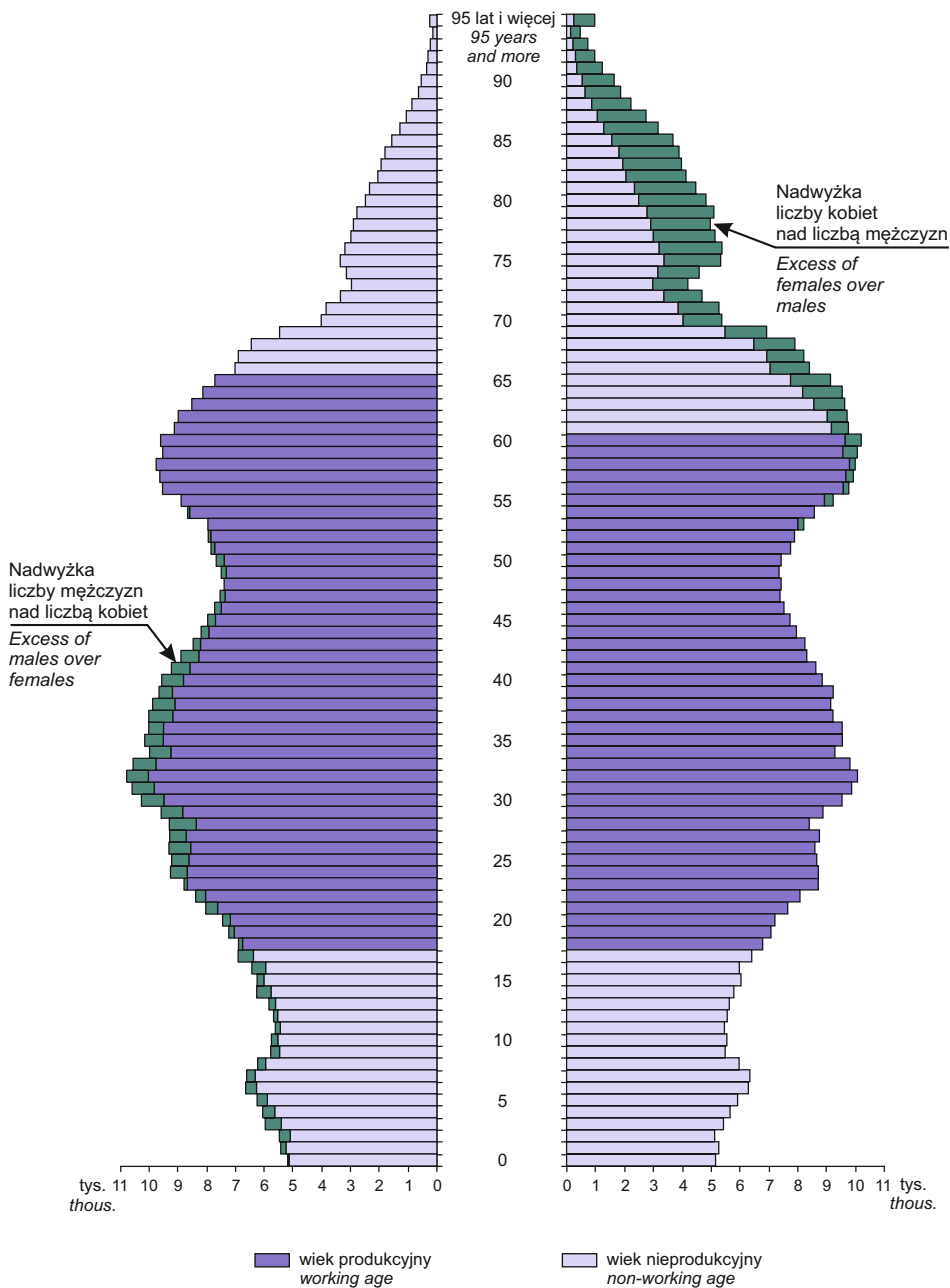 95 lat i więcej
95 years
and more
90
85
80
75
70
65
60
55
50
45
40
35
30
25
20
15
10
5
0
Nadwyżka
liczby kobiet
nad liczbą mężczyzn
Excess of
females over
males
Nadwyżka
liczby mężczyzn
nad liczbą kobiet
Excess of
males over
females
tys. 11 10 9 8 7 6 5 4 3 2 1 0
thous.
0 1 2 3 4 5 6 7 8 9 10 11 tys.
thous.
wiek produkcyjny
working age
wiek nieprodukcyjny
non-working age